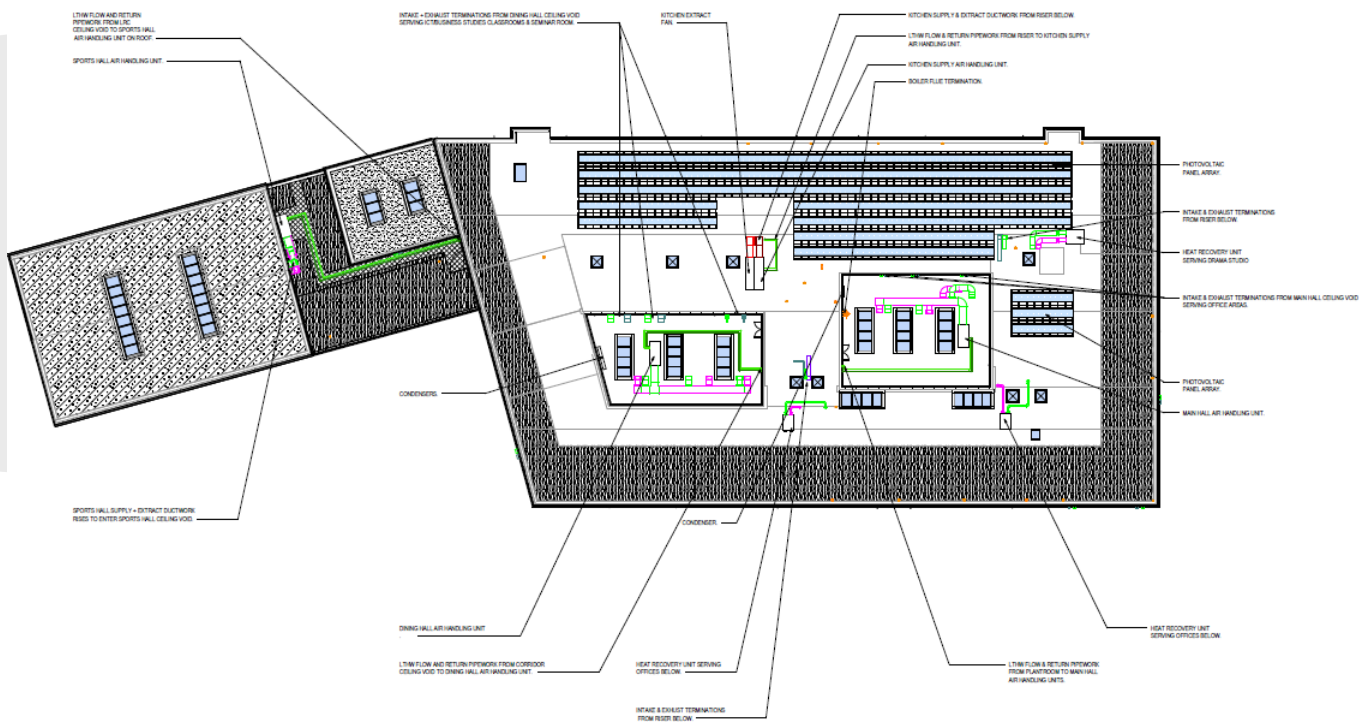 LTHW FLOW AND RETURN
PIPEWORK FROM LRC
CEILING VOID TO SPORTS HALL
AIR HANDLING UNIT ON ROOF.
SPORTS HALL AIR HANDLING UNIT.
INTAKE + EXHAUST TERMINATIONS FROM DINING HALL CEILING VOID
SERVING ICT/BUSINESS STUDIES CLASSROOMS & SEMINAR ROOM.
KITCHEN EXTRACT
FAN.
KITCHEN SUPPLY & EXTRACT DUCTWORK FROM RISER BELOW.
LTHW FLOW & RETURN PIPEWORK FROM RISER TO KITCHEN SUPPLY
AIR HANDLING UNIT.
KITCHEN SUPPLY AIR HANDLING UNIT.
BOILER FLUE TERMINATION.
PHOTOVOLTAIC
PANEL ARRAY.
INTAKE & EXHAUST TERMINATIONS
FROM RISER BELOW.
HEAT RECOVERY UNIT
SERVING DRAMA STUDIO
INTAKE & EXHAUST TERMINATIONS FROM MAIN HALL CEILING VOID
SERVING OFFICE AREAS.
PHOTOVOLTAIC
PANEL ARRAY.
MAIN HALL AIR HANDLING UNIT.
CONDENSERS.
SPORTS HALL SUPPLY + EXTRACT DUCTWORK
RISES TO ENTER SPORTS HALL CEILING VOID.
CONDENSER.
DINING HALL AIR HANDLING UNIT
.
LTHW FLOW AND RETURN PIPEWORK FROM CORRIDOR
CEILING VOID TO DINING HALL AIR HANDLING UNIT.
HEAT RECOVERY UNIT SERVING
OFFICES BELOW.
INTAKE & EXHUST TERMINATIONS
FROM RISER BELOW.
LTHW FLOW & RETURN PIPEWORK
FROM PLANTROOM TO MAIN HALL
AIR HANDLING UNITS.
HEAT RECOVERY UNIT
SERVING OFFICES BELOW.